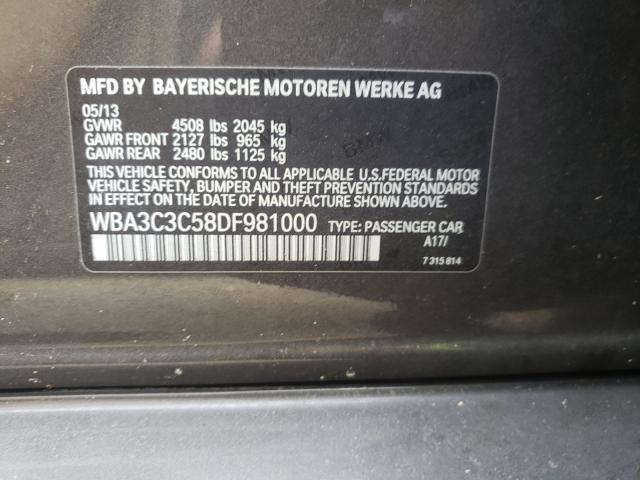 MFD BY BAYERISCHE MOTOREN WERKE AG
05/13
GVWR 4508 lbs 2045 kg
GAWR FRONT 2127 lbs 965 kg
GAWR REAR 2480 lbs 1125 kg
THIS VEHICLE CONFORMS TO ALL APPLICABLE U.S.FEDERAL MOTOR
VEHICLE SAFETY, BUMPER AND THEFT PREVENTION STANDARDS
IN EFFECT ON THE DATE OF MANUFACTURE SHOWN ABOVE.
WBA3C3C58DF981000 TYPE: PASSENGER CAR
A17/
7 315 814